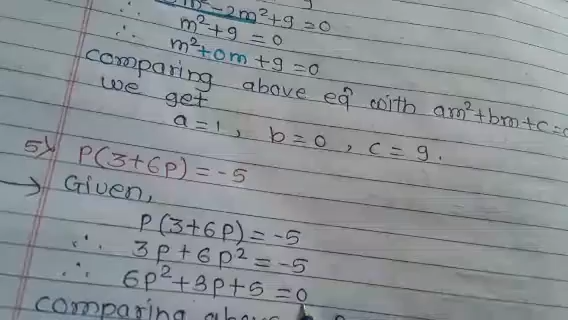 m²-2m²+9=0
∴ m²+9=0
∴ m²+0m+9=0
comparing above eqⁿ with am²+bm+c=0
we get
a=1, b=0, c=9.
5) P(3+6P)=-5
→ Given,
P(3+6P)=-5
∴ 3P+6P²=-5
∴ 6P²+3P+5=0
comparing above